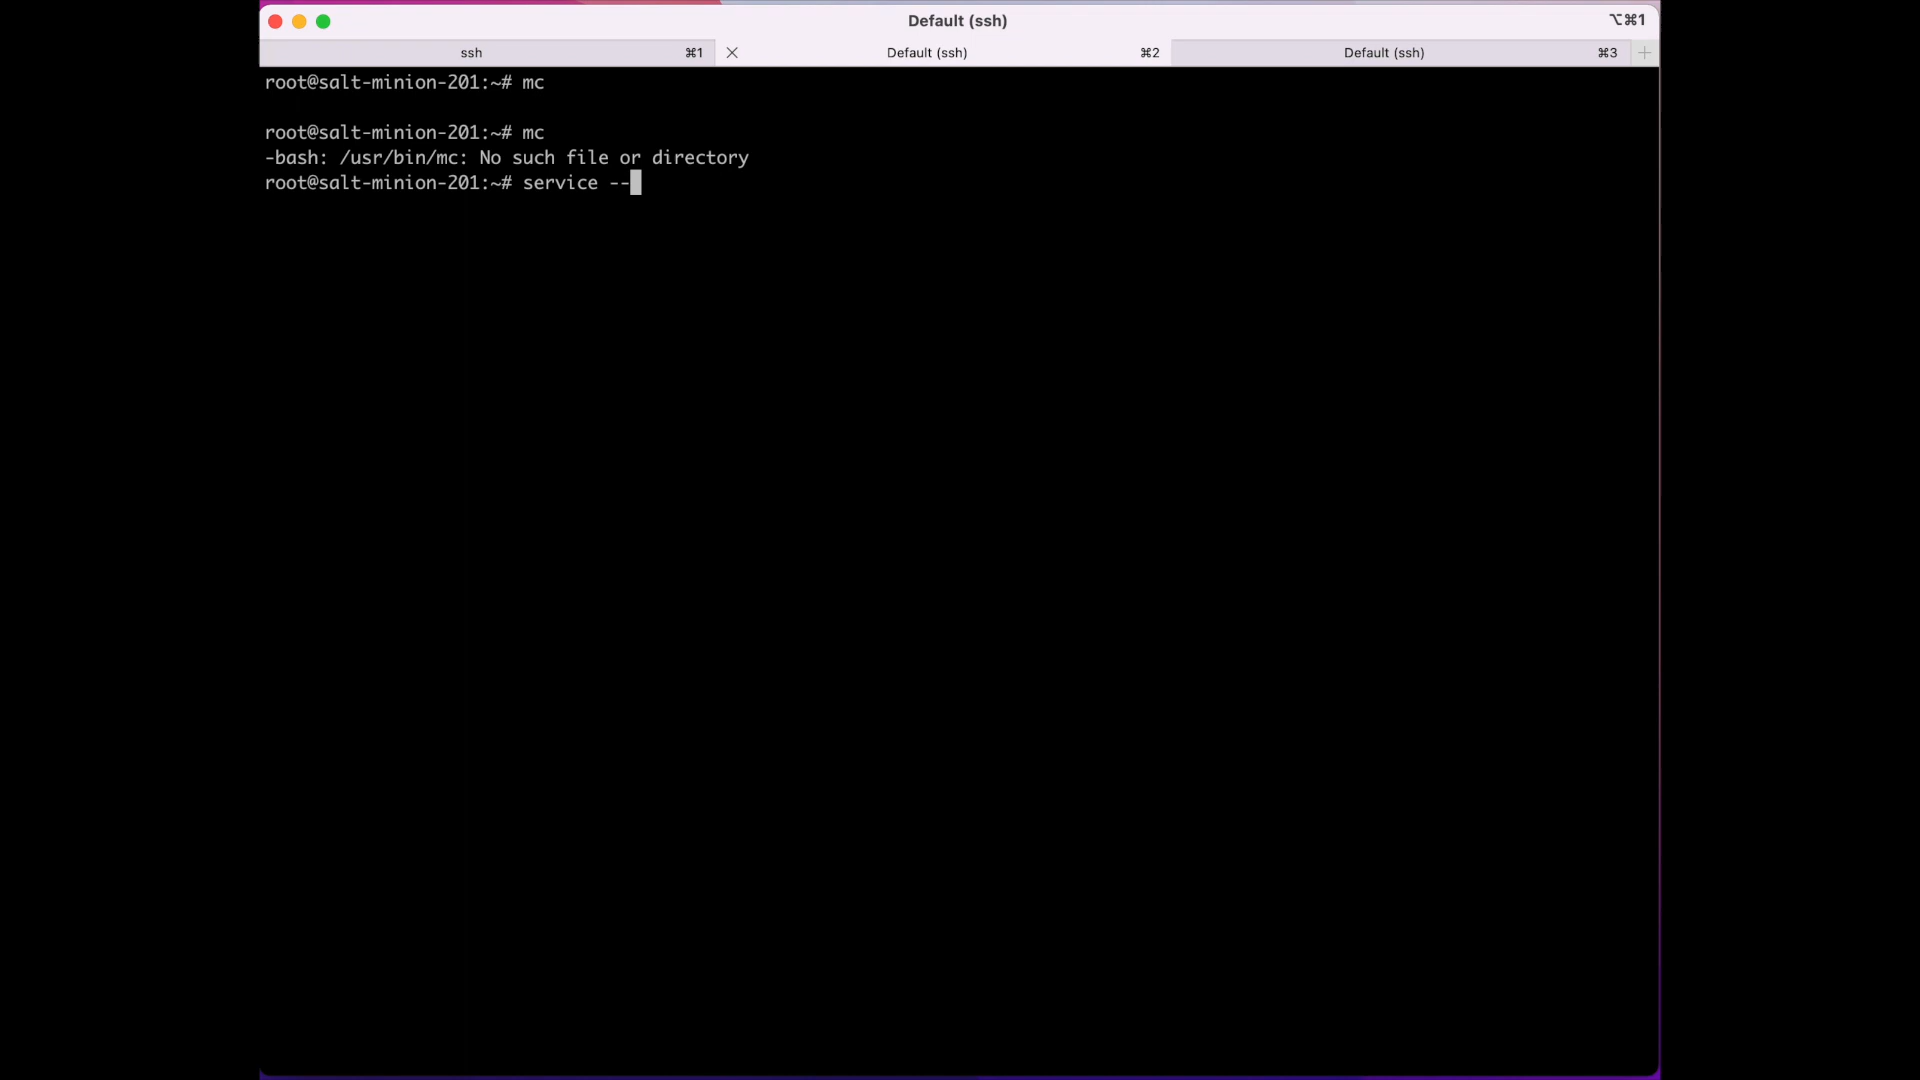 Default (ssh)
⌥⌘1
ssh ⌘1
Default (ssh) ⌘2
Default (ssh) ⌘3
root@salt-minion-201:~# mc
root@salt-minion-201:~# mc
-bash: /usr/bin/mc: No such file or directory
root@salt-minion-201:~# service --